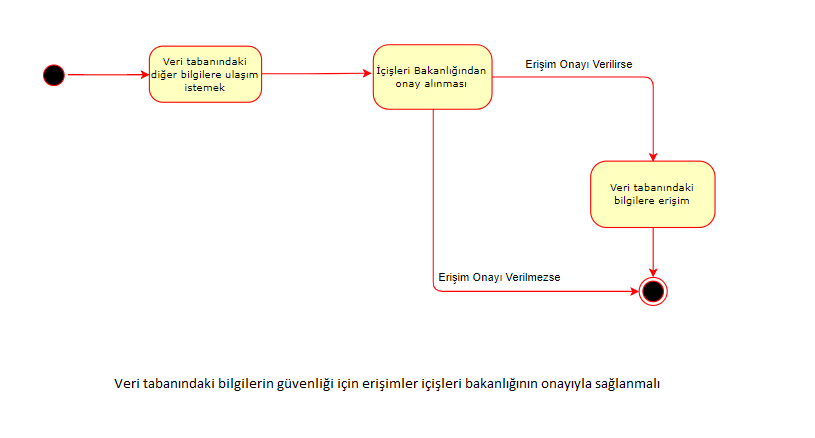 Veri tabanındaki
diğer bilgilere ulaşım
istemek
İçişleri Bakanlığından
onay alınması
Erişim Onayı Verilirse
Veri tabanındaki
bilgilere erişim
Erişim Onayı Verilmezse
Veri tabanındaki bilgilerin güvenliği için erişimler içişleri bakanlığının onayıyla sağlanmalı